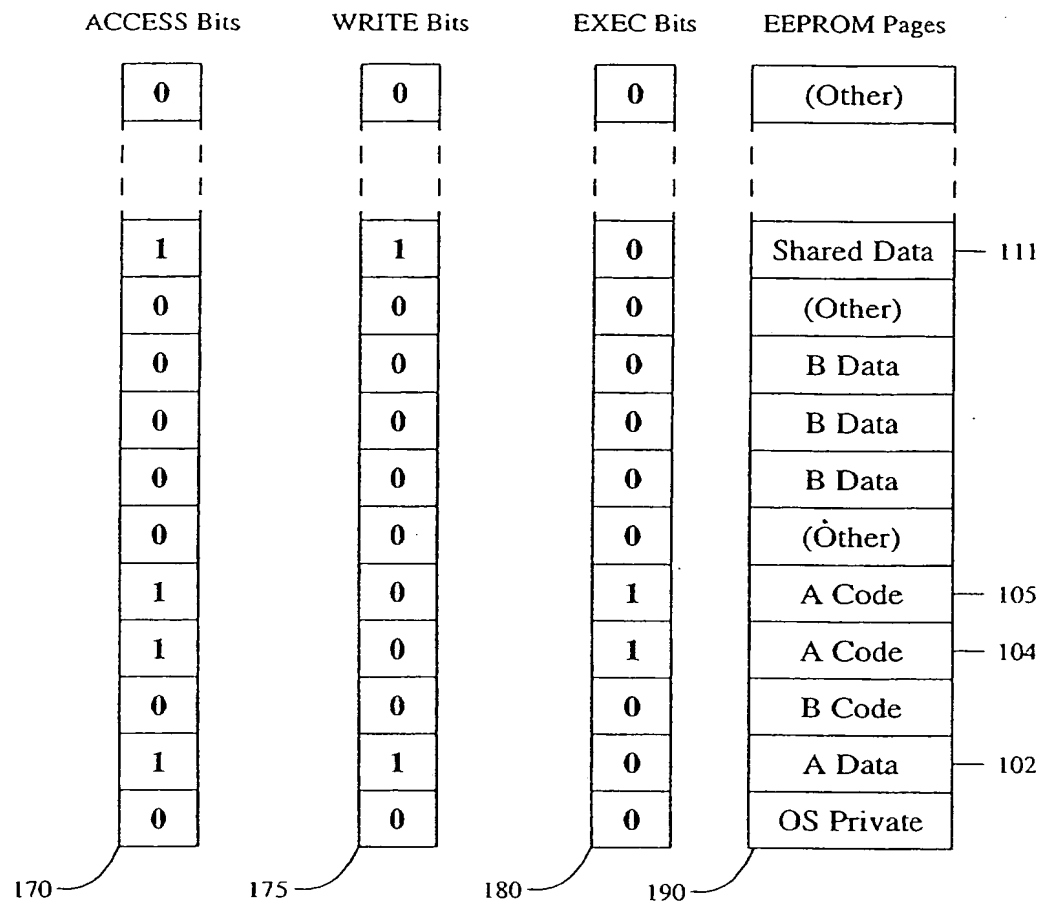 ACCESS Bits WRITE Bits EXEC Bits EEPROM Pages
0 0 0 (Other)
1 1 0 Shared Data 111
0 0 0 (Other)
0 0 0 B Data
0 0 0 B Data
0 0 0 B Data
0 0 0 (Other)
1 0 1 A Code 105
1 0 1 A Code 104
0 0 0 B Code
1 1 0 A Data 102
0 0 0 OS Private
170 175 180 190